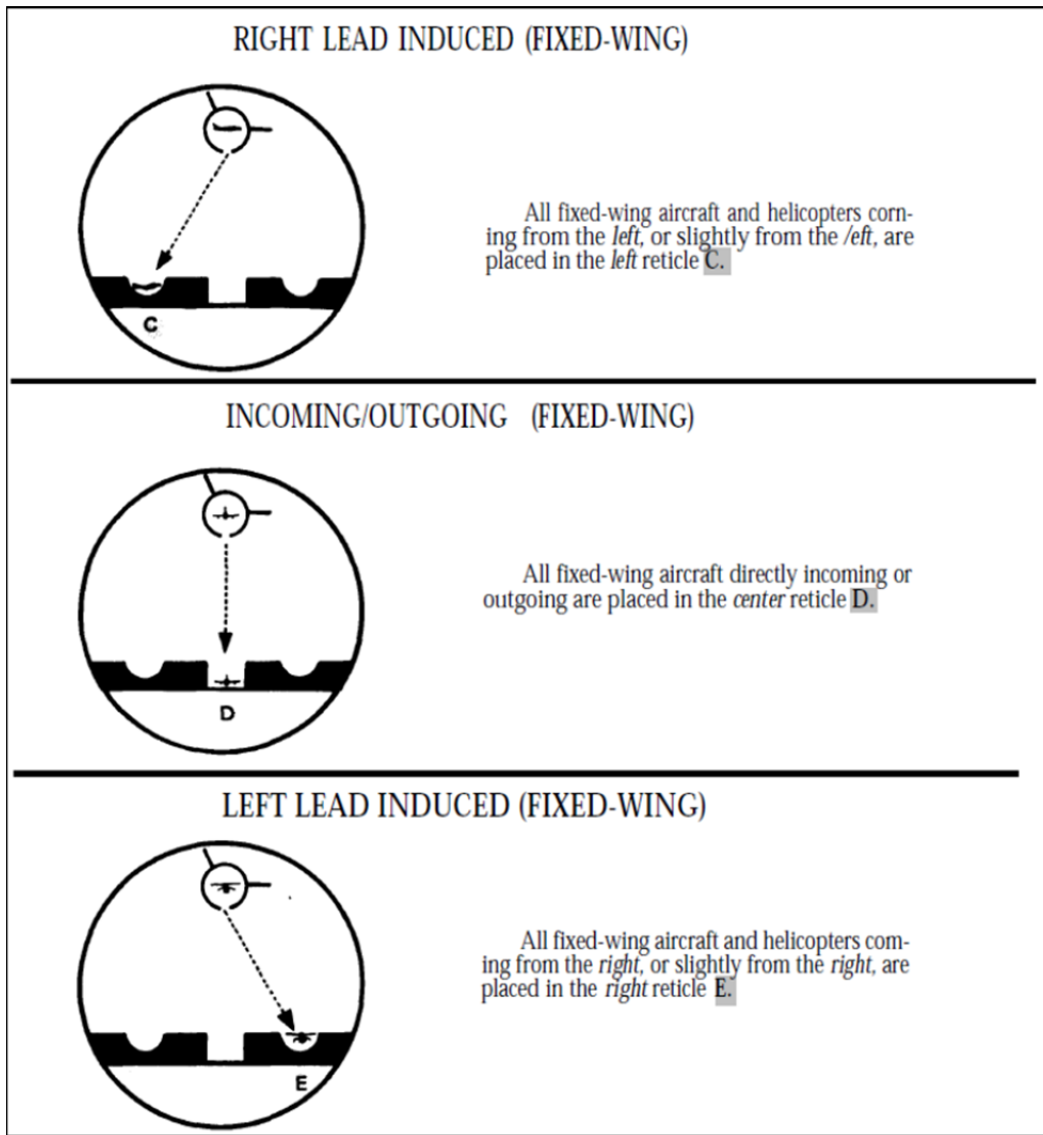 RIGHT LEAD INDUCED (FIXED-WING)
All fixed-wing aircraft and helicopters corn-
ing from the left, or slightly from the /eft, are
placed in the left reticle C.
C
INCOMING/OUTGOING (FIXED-WING)
All fixed-wing aircraft directly incoming or
outgoing are placed in the center reticle D.
D
LEFT LEAD INDUCED (FIXED-WING)
All fixed-wing aircraft and helicopters com-
ing from the right, or slightly from the right, are
placed in the right reticle E.
E